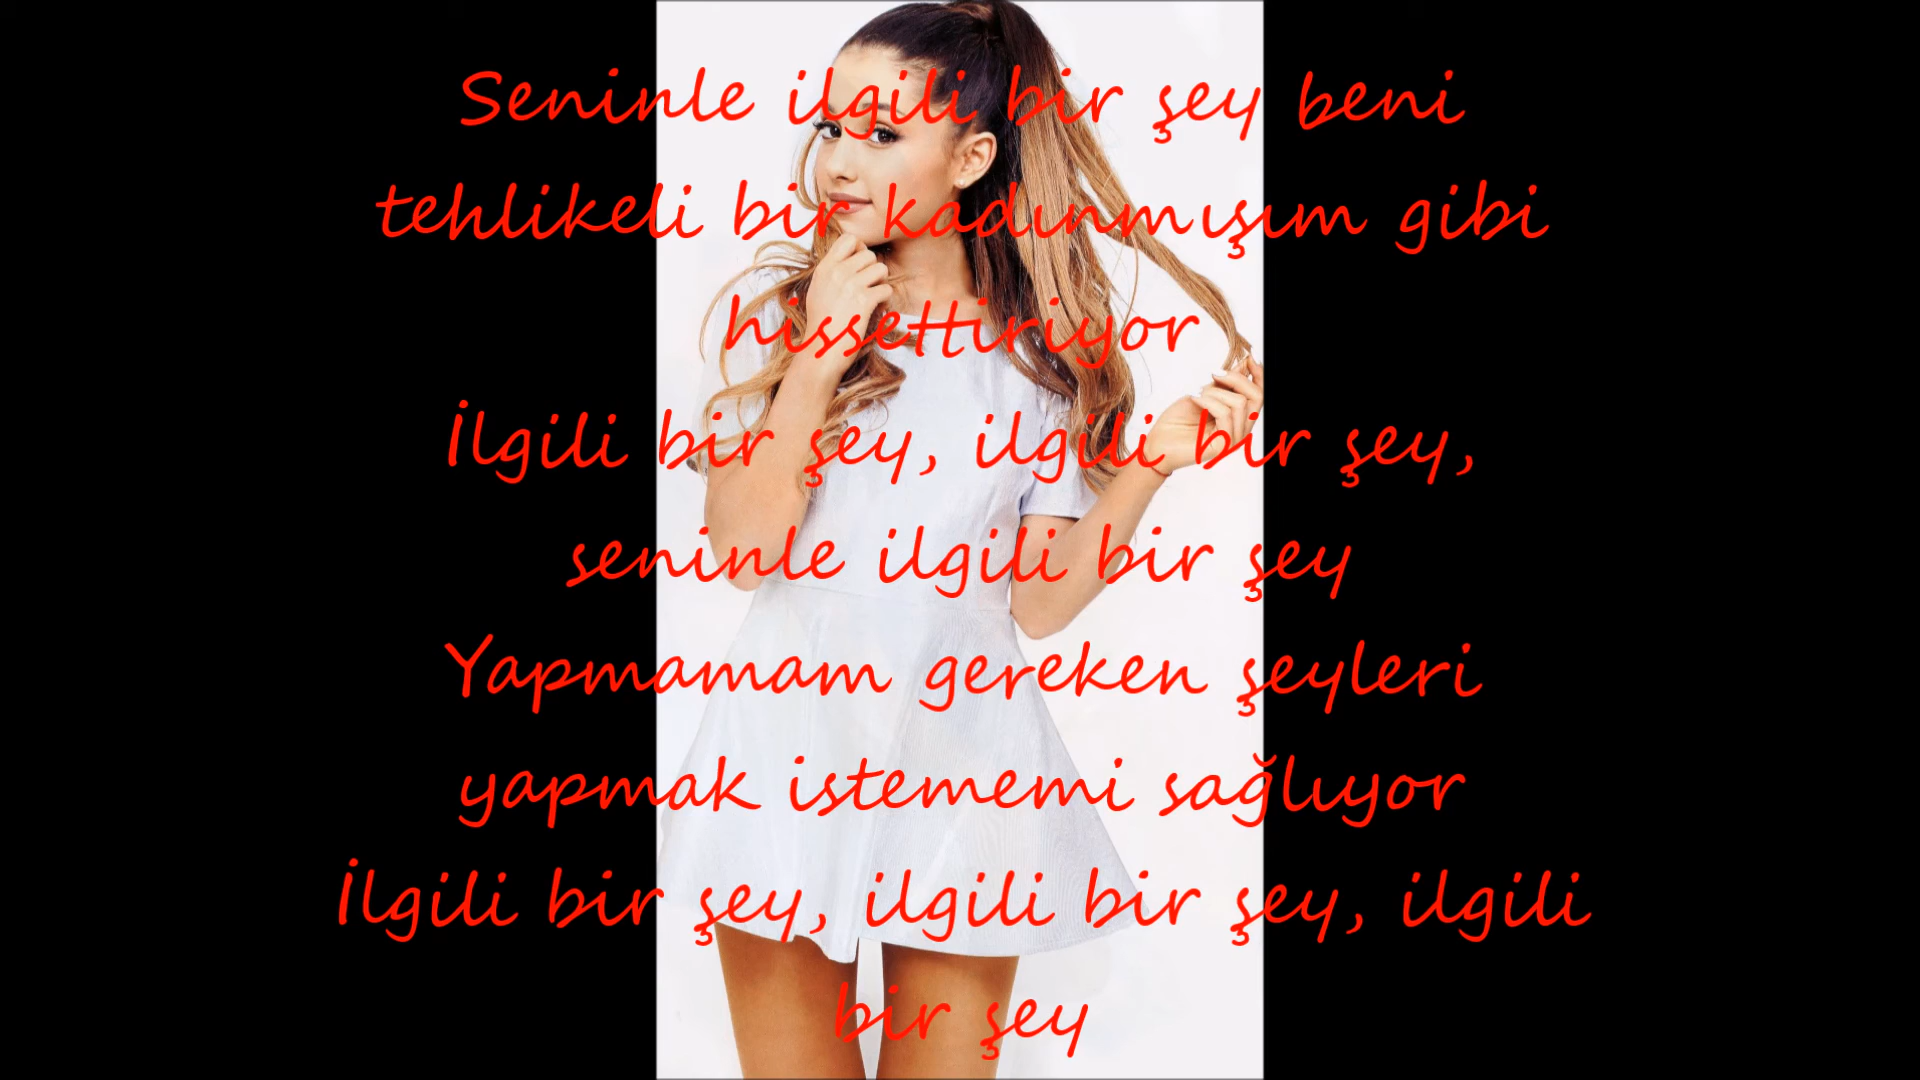 Seninle ilgili bir şey beni
tehlikeli bir kadınmışım gibi
hissettiriyor
İlgili bir şey, ilgili bir şey,
seninle ilgili bir şey
Yapmamam gereken şeyleri
yapmak istememi sağlıyor
İlgili bir şey, ilgili bir şey, ilgili
bir şey